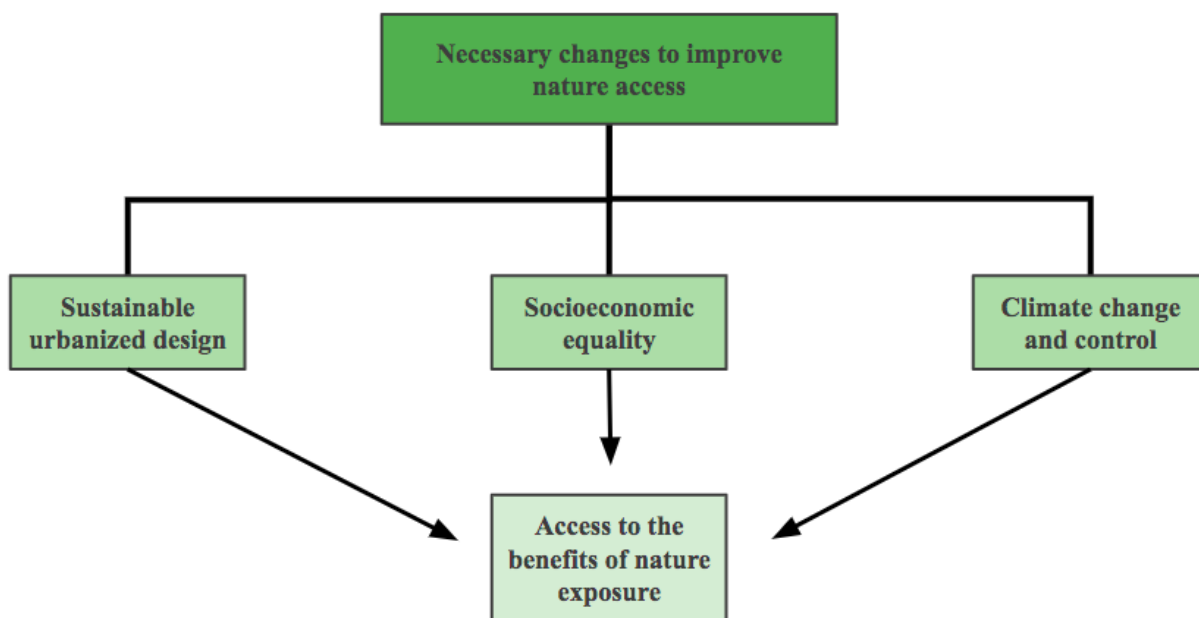 Necessary changes to improve
nature access
Sustainable
urbanized design
Socioeconomic
equality
Climate change
and control
Access to the
benefits of nature
exposure